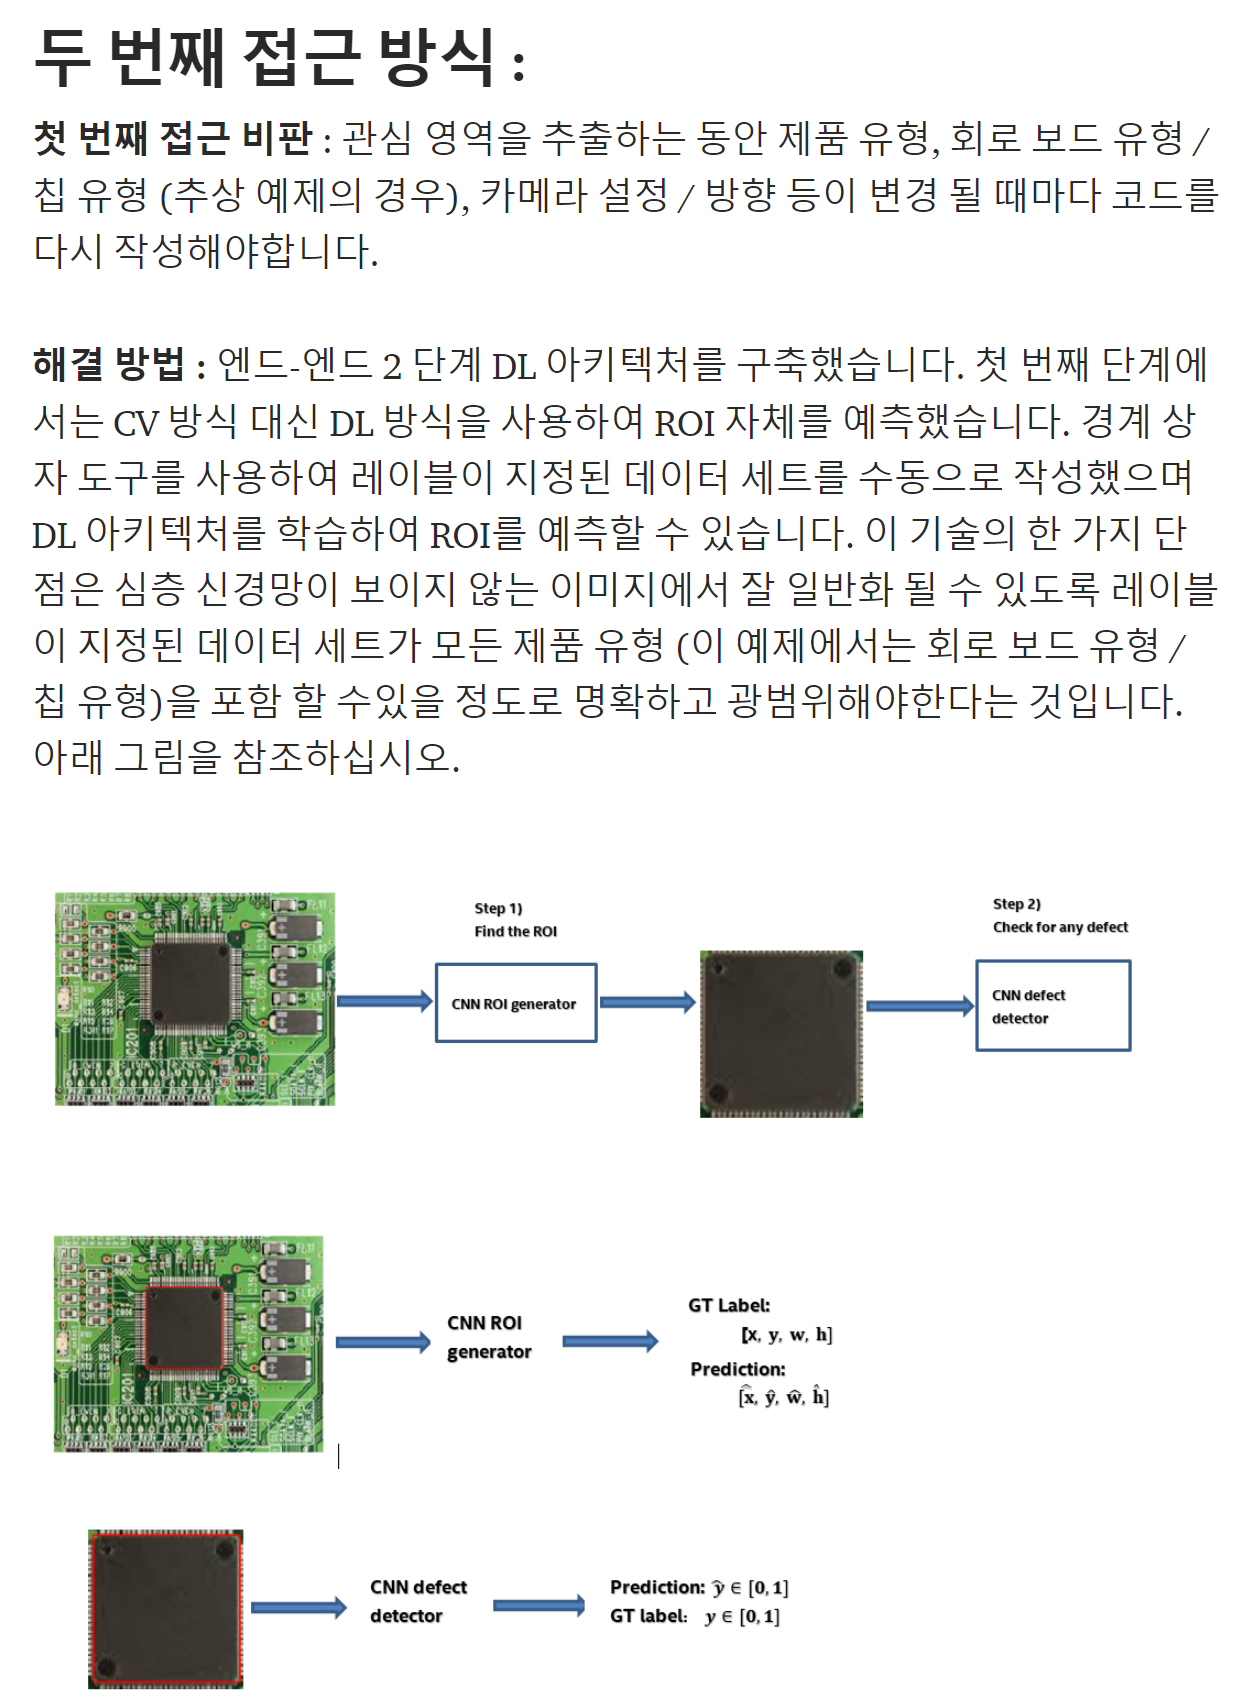 두 번째 접근 방식 :
첫 번째 접근 비판 : 관심 영역을 추출하는 동안 제품 유형, 회로 보드 유형 /
칩 유형 (추상 예제의 경우), 카메라 설정 / 방향 등이 변경 될 때마다 코드를
다시 작성해야합니다.
해결 방법 : 엔드-엔드 2 단계 DL 아키텍처를 구축했습니다. 첫 번째 단계에
서는 CV 방식 대신 DL 방식을 사용하여 ROI 자체를 예측했습니다. 경계 상
자 도구를 사용하여 레이블이 지정된 데이터 세트를 수동으로 작성했으며
DL 아키텍처를 학습하여 ROI를 예측할 수 있습니다. 이 기술의 한 가지 단
점은 심층 신경망이 보이지 않는 이미지에서 잘 일반화 될 수 있도록 레이블
이 지정된 데이터 세트가 모든 제품 유형 (이 예제에서는 회로 보드 유형 /
칩 유형)을 포함 할 수있을 정도로 명확하고 광범위해야한다는 것입니다.
아래 그림을 참조하십시오.
Step 1)
Find the ROI
CNN ROI generator
Step 2)
Check for any defect
CNN defect
detector
IC201
CNN ROI
generator
GT Label:
[x, y, w, h]
Prediction:
[x̂, ŷ, ŵ, ĥ]
IC201
CNN defect
detector
Prediction: ŷ ∈ [0, 1]
GT label: y ∈ [0, 1]